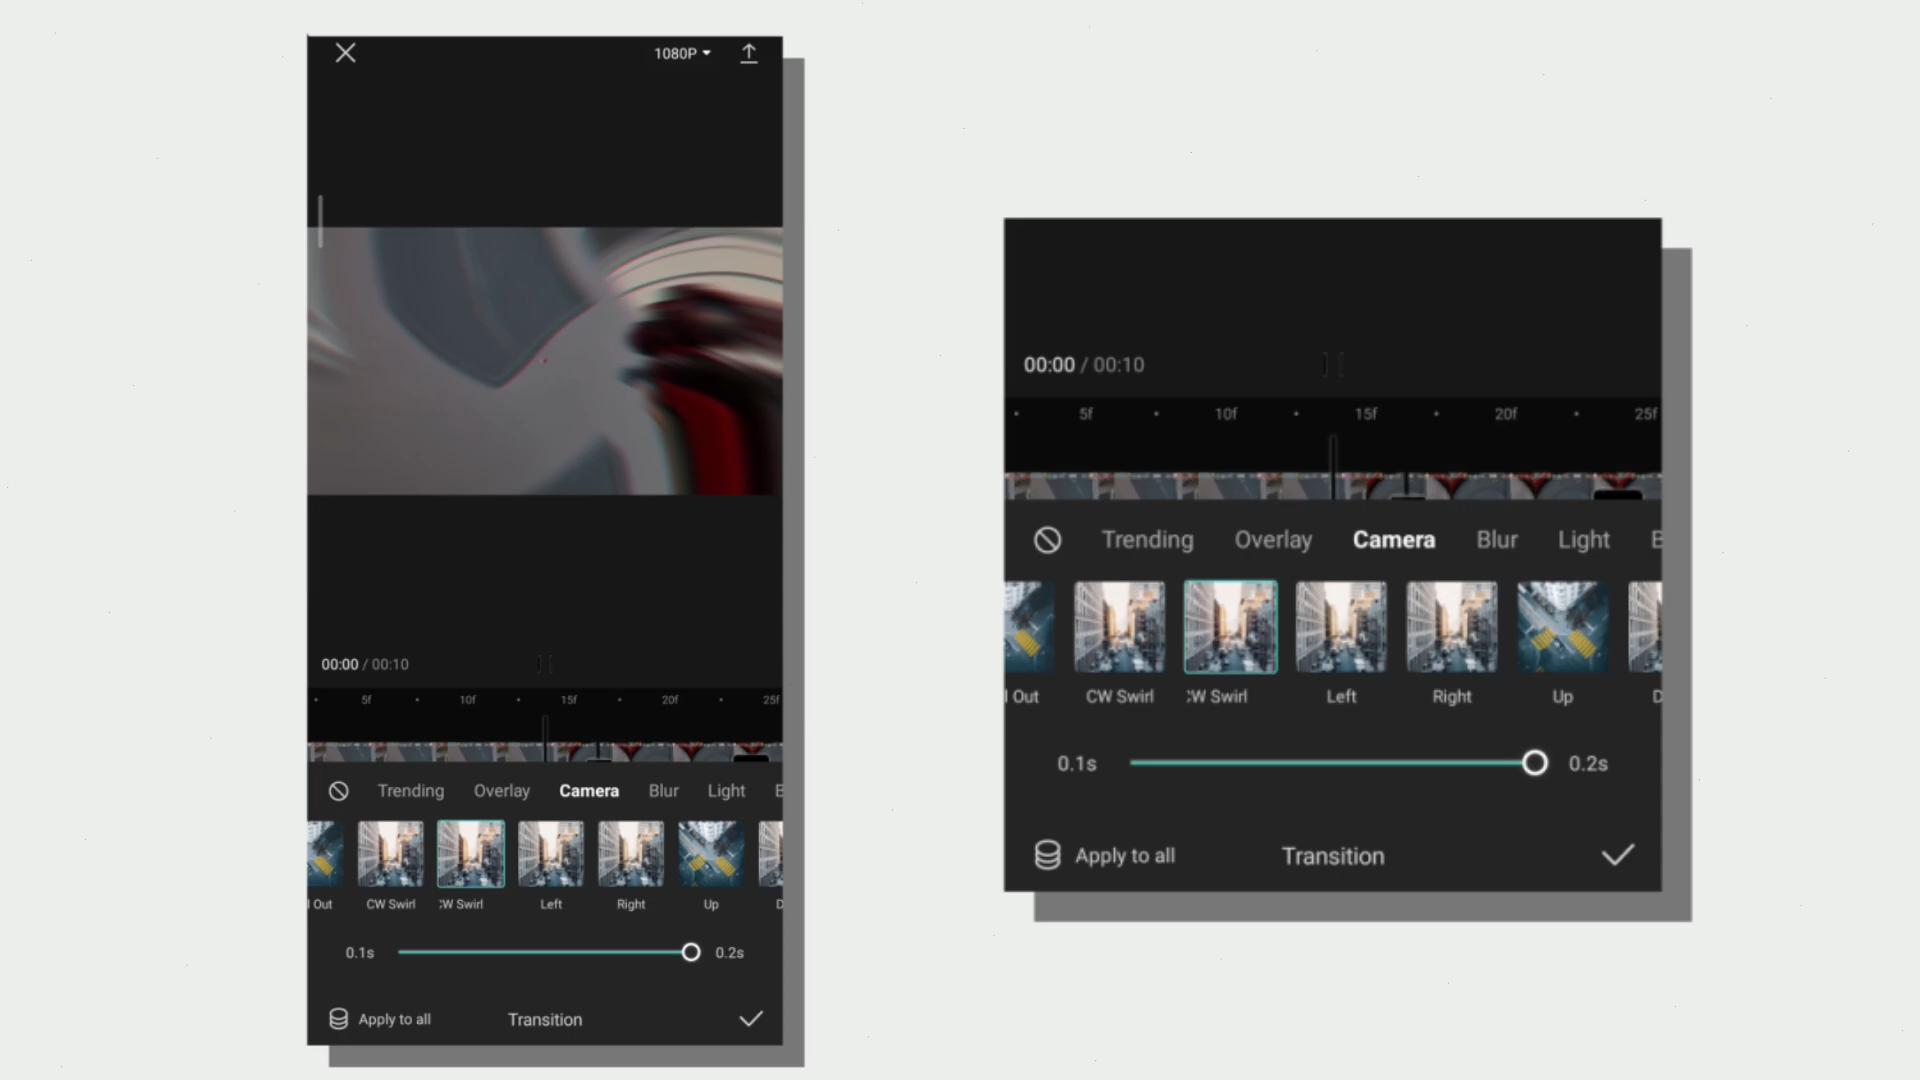 1080P
00:00 / 00:10
5f 10f 15f 20f 25f
Trending Overlay Camera Blur Light
Out CW Swirl W Swirl Left Right Up D
0.1s 0.2s
Apply to all Transition
00:00 / 00:10
5f 10f 15f 20f 25f
Trending Overlay Camera Blur Light
Out CW Swirl W Swirl Left Right Up D
0.1s 0.2s
Apply to all Transition